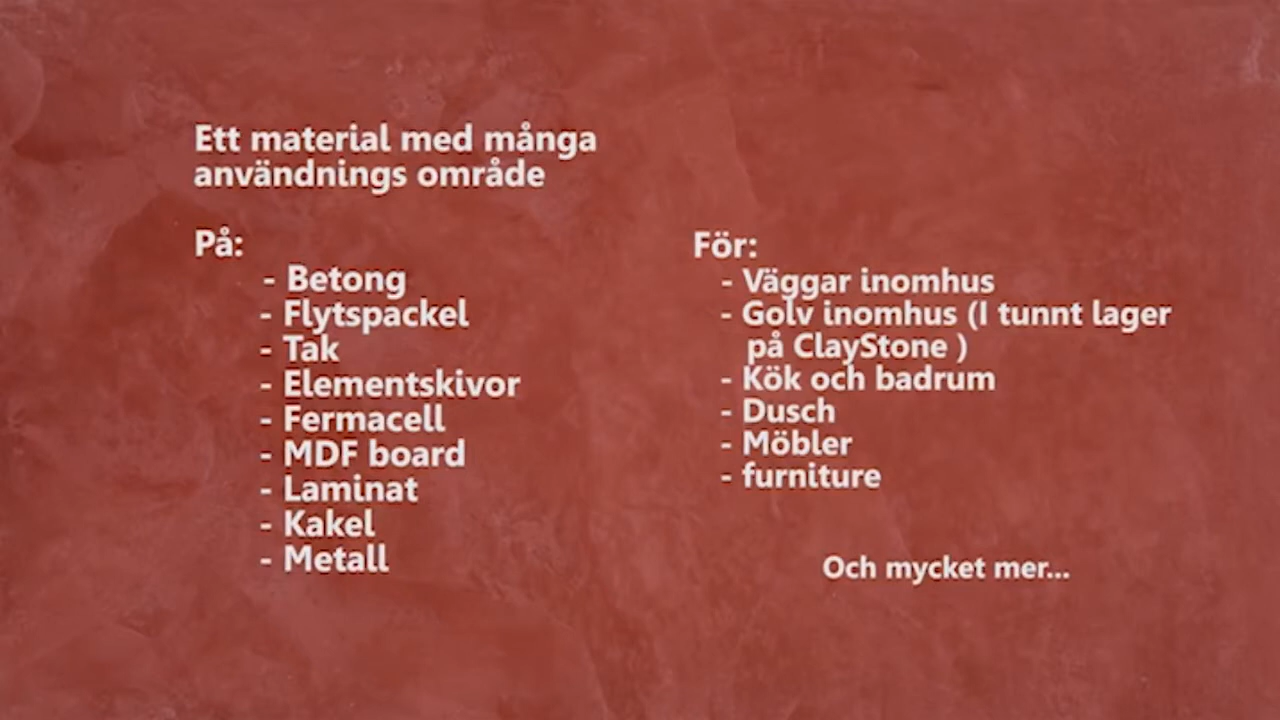 Ett material med många
användnings område
På:
- Betong
- Flytspackel
- Tak
- Elementskivor
- Fermacell
- MDF board
- Laminat
- Kakel
- Metall
För:
- Väggar inomhus
- Golv inomhus (I tunnt lager
på ClayStone )
- Kök och badrum
- Dusch
- Möbler
- furniture
Och mycket mer...